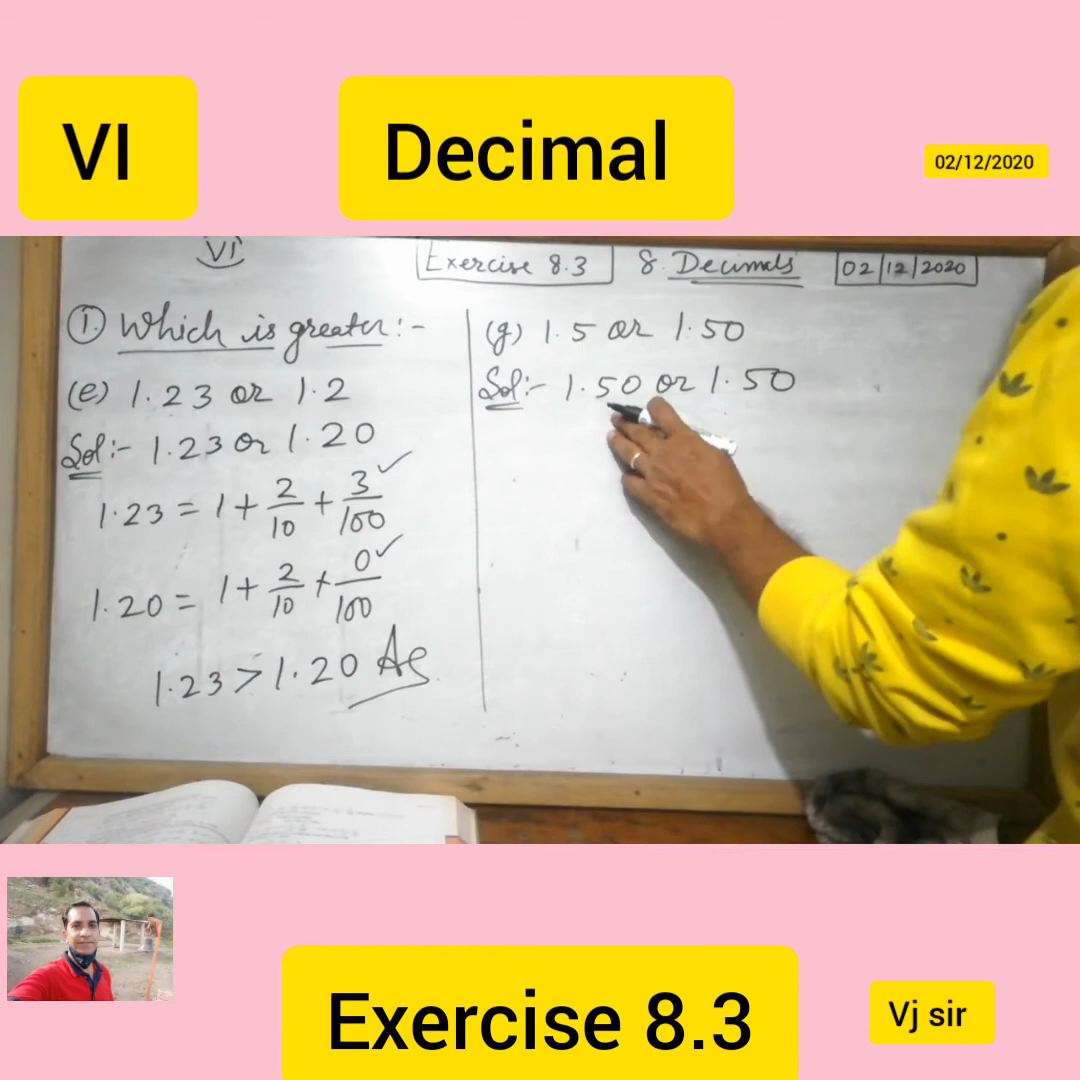 VI
Decimal
02/12/2020
VI
Exercise 8.3
8. Decimals
02/12/2020
① Which is greater:-
(e) 1.23 or 1.2
Sol:- 1.23 or 1.20
1.23 = 1 + 2/10 + 3/100 ✓
1.20 = 1 + 2/10 + 0/100 ✓
1.23 > 1.20 As
(g) 1.5 or 1.50
Sol:- 1.50 or 1.50
Exercise 8.3
Vj sir